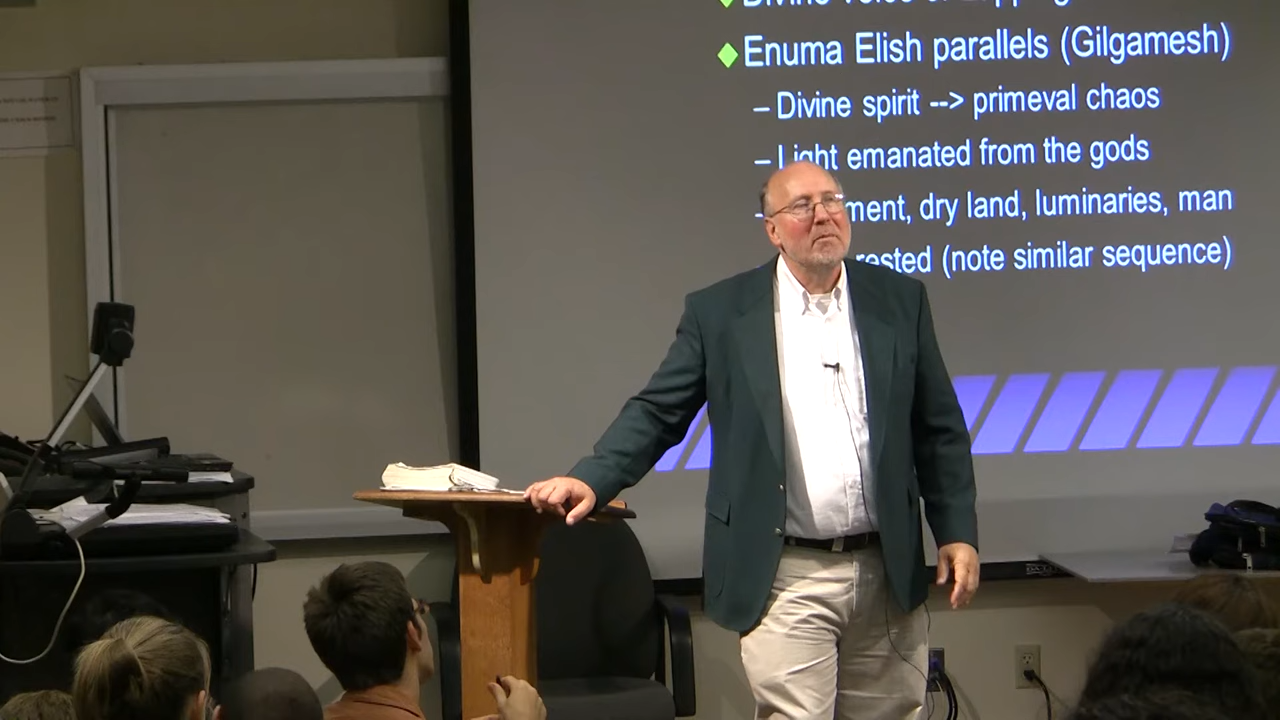 Enuma Elish parallels (Gilgamesh)
– Divine spirit --> primeval chaos
– Light emanated from the gods
ment, dry land, luminaries, man
rested (note similar sequence)